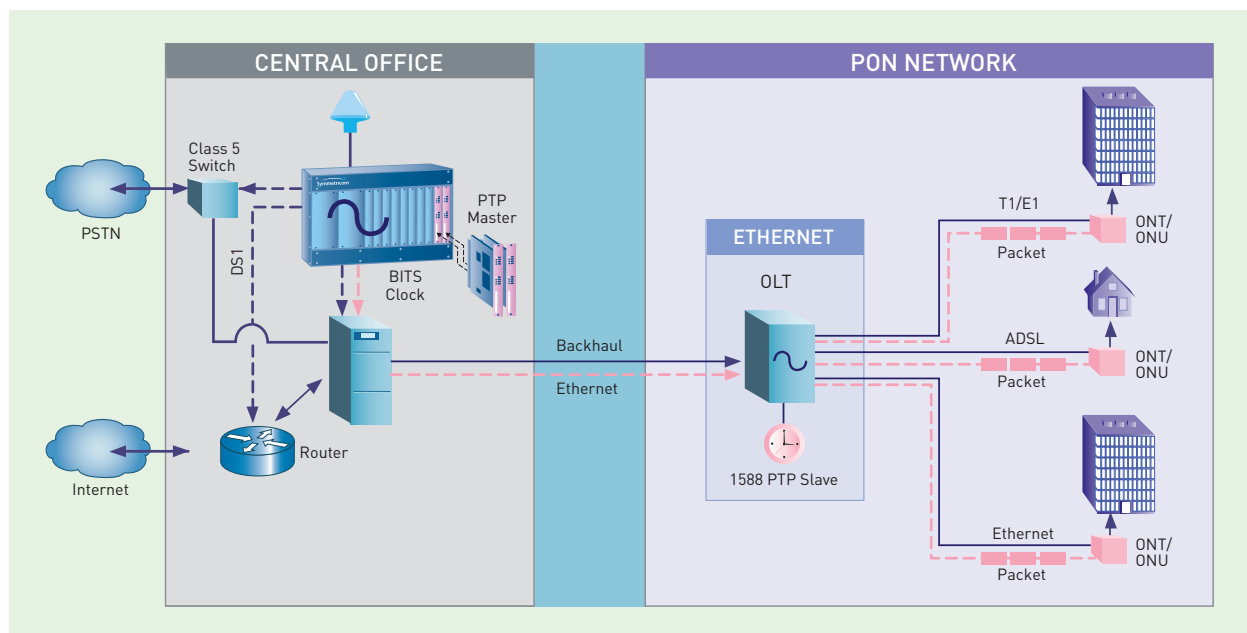 CENTRAL OFFICE
PON NETWORK
Class 5
Switch
PSTN
Symmetricom
PTP
Master
BITS
Clock
DS1
Router
Internet
Backhaul
Ethernet
ETHERNET
OLT
1588 PTP Slave
T1/E1
Packet
ONT/
ONU
ADSL
Packet
ONT/
ONU
Ethernet
Packet
ONT/
ONU